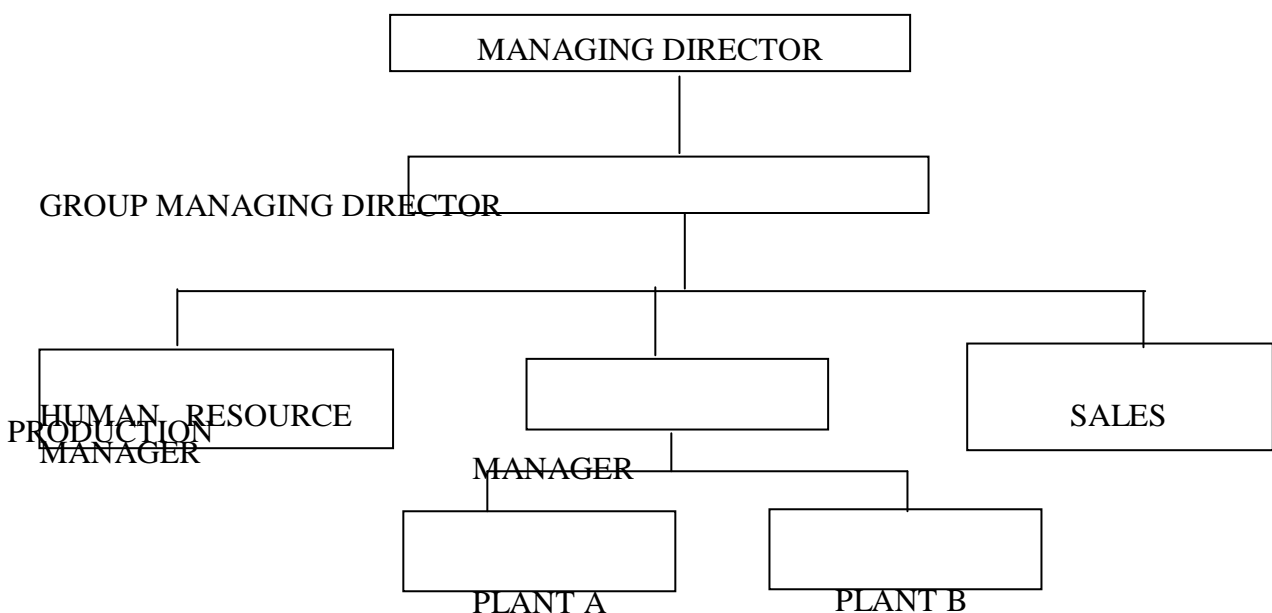 MANAGING DIRECTOR
GROUP MANAGING DIRECTOR
HUMAN RESOURCE
SALES
PRODUCTION
MANAGER
MANAGER
PLANT A
PLANT B